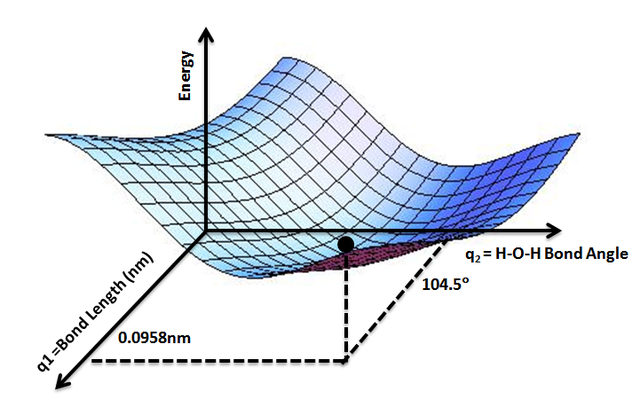 Energy
q₂ = H-O-H Bond Angle
104.5°
q1 =Bond Length (nm)
0.0958nm